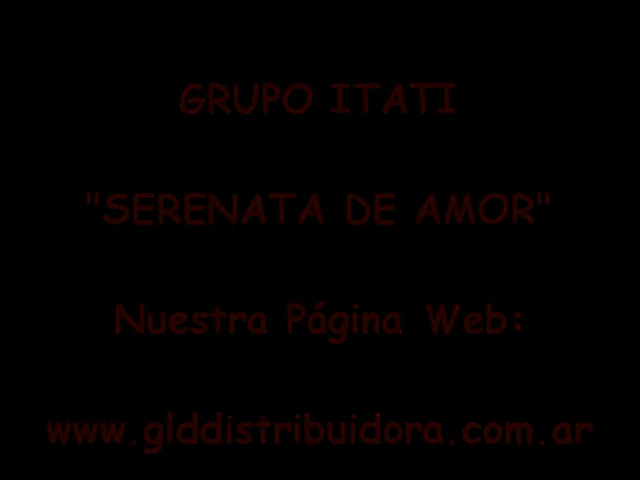 GRUPO ITATI
"SERENATA DE AMOR"
Nuestra Página Web:
www.glddistribuidora.com.ar